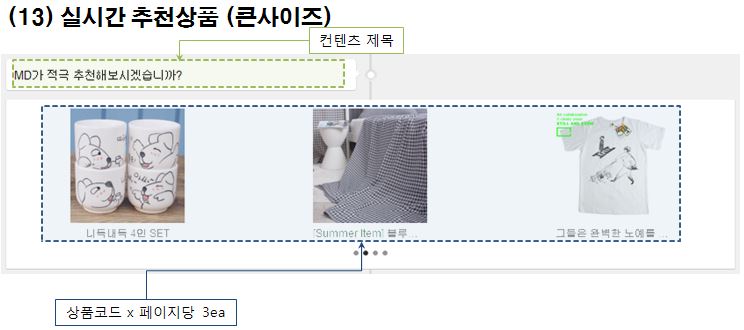 (13) 실시간 추천상품 (큰사이즈)
컨텐츠 제목
MD가 적극 추천해보시겠습니까?
니득내득 4인 SET
[Summer Item] 블루 ...
그들은 완벽한 노예를 ...
상품코드 x 페이지당 3ea